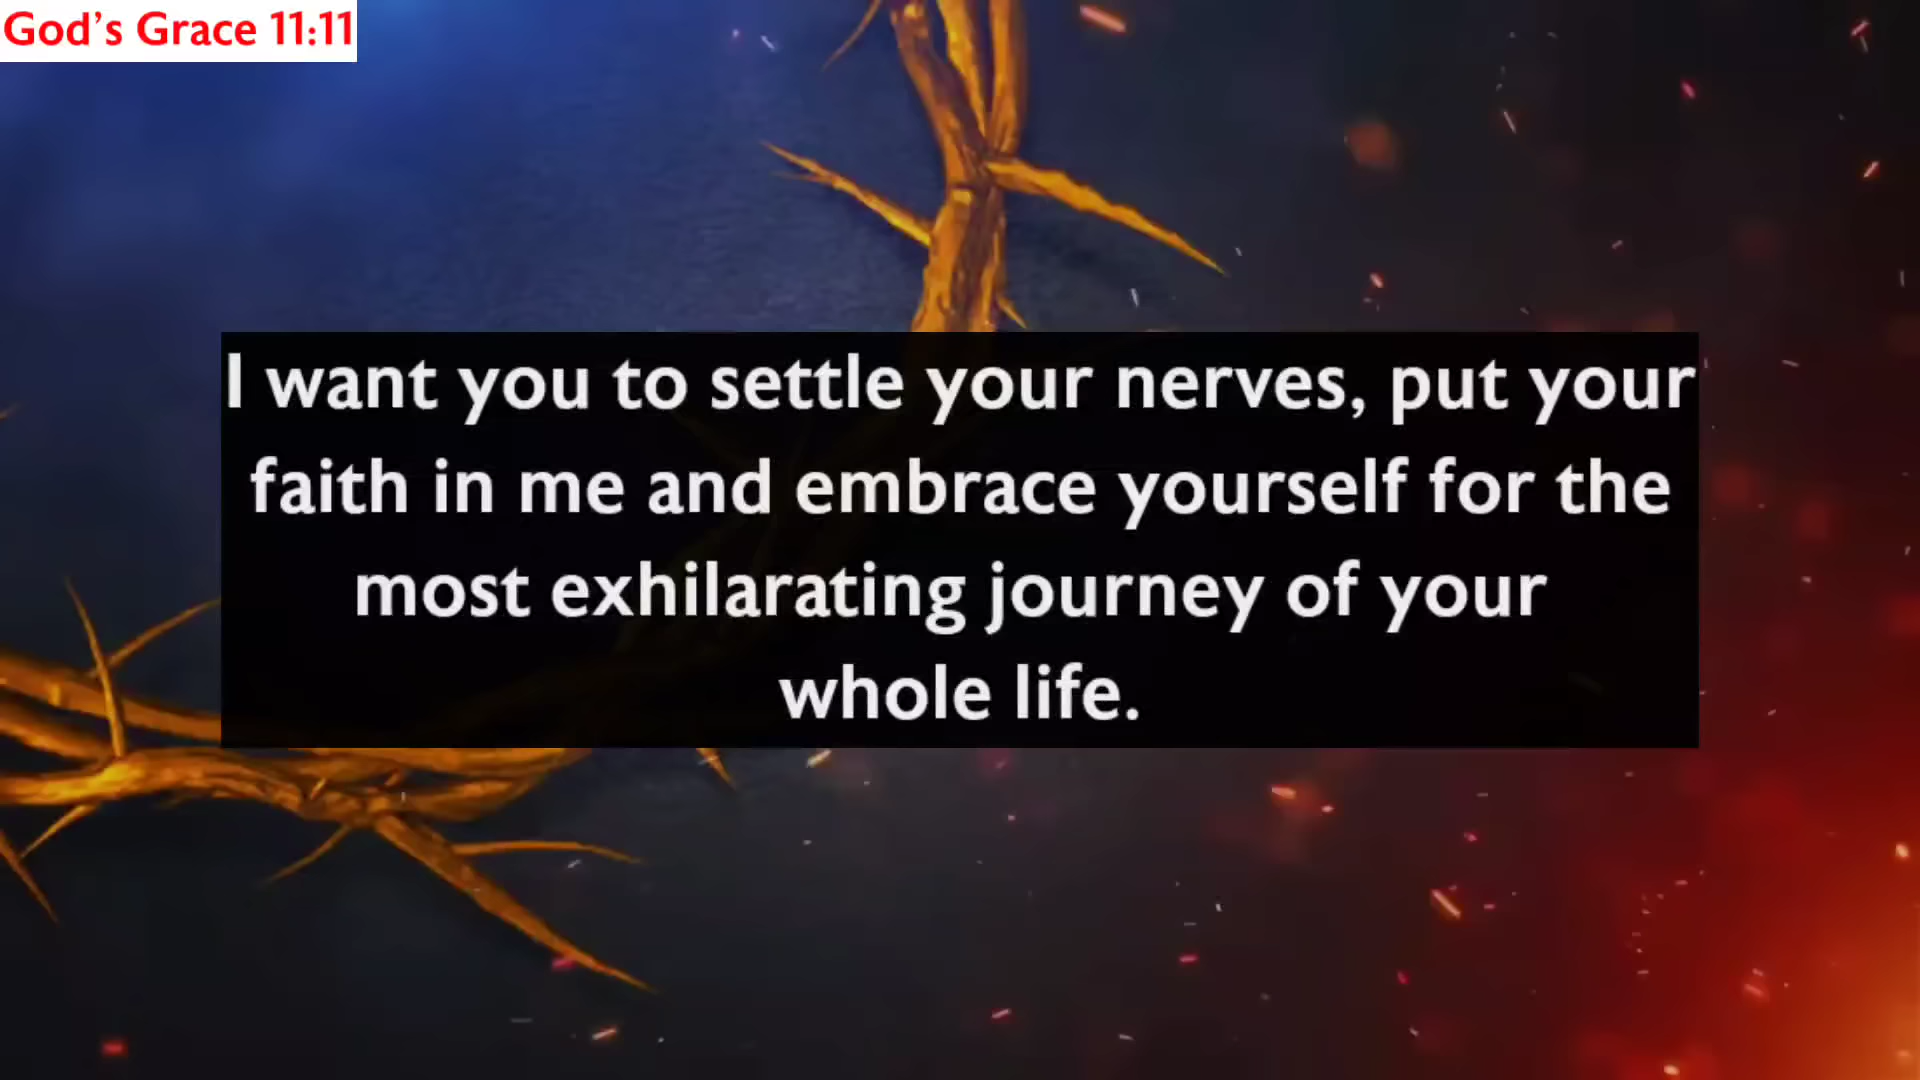 God’s Grace 11:11
I want you to settle your nerves, put your
faith in me and embrace yourself for the
most exhilarating journey of your
whole life.